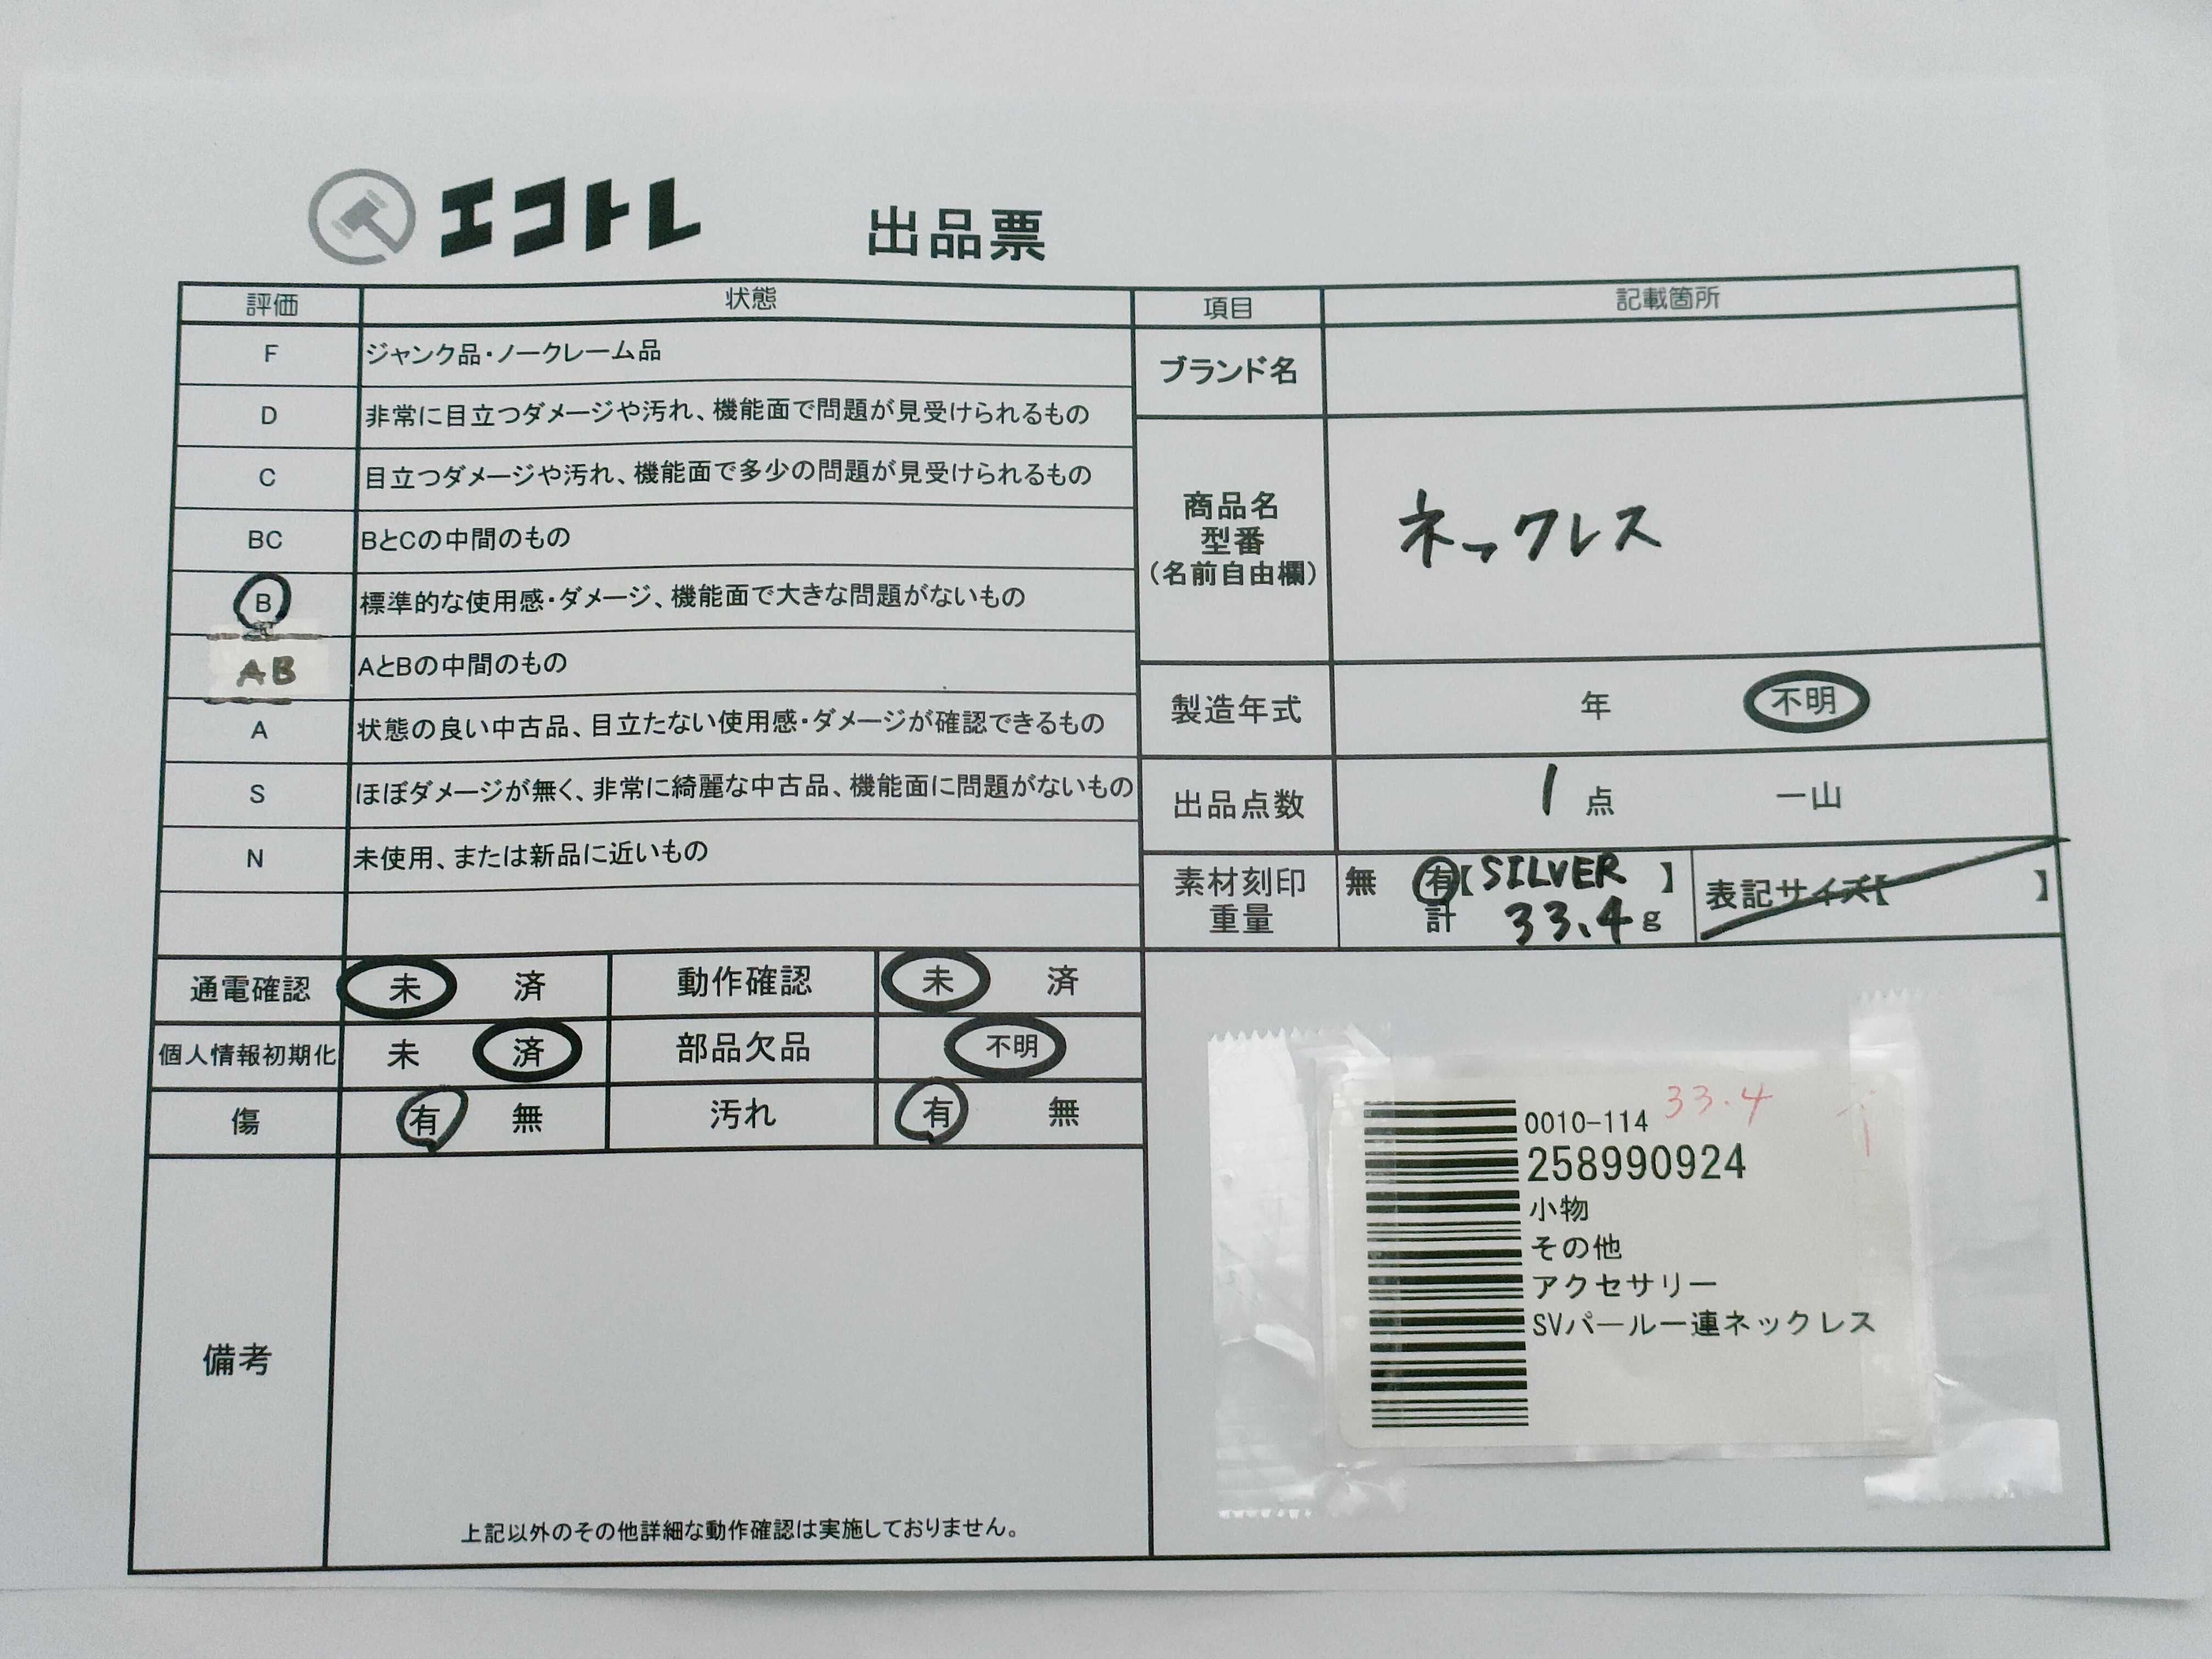 エコトレ
出品票
評価 状態
F ジャンク品・ノークレーム品
D 非常に目立つダメージや汚れ、機能面で問題が見受けられるもの
C 目立つダメージや汚れ、機能面で多少の問題が見受けられるもの
BC BとCの中間のもの
B 標準的な使用感・ダメージ、機能面で大きな問題がないもの
AB AとBの中間のもの
A 状態の良い中古品、目立たない使用感・ダメージが確認できるもの
S ほぼダメージが無く、非常に綺麗な中古品、機能面に問題がないもの
N 未使用、または新品に近いもの
項目 記載箇所
ブランド名
商品名
型番
(名前自由欄)
ネックレス
製造年式 年 不明
出品点数 1 点 一山
素材刻印
重量
無 有【SILVER】
計 33.4g
表記サイズ【 】
通電確認 未 済 動作確認 未 済
個人情報初期化 未 済 部品欠品 不明
傷 有 無 汚れ 有 無
備考
上記以外のその他詳細な動作確認は実施しておりません。
0010-114 33.4
258990924
小物
その他
アクセサリー
SVパール一連ネックレス